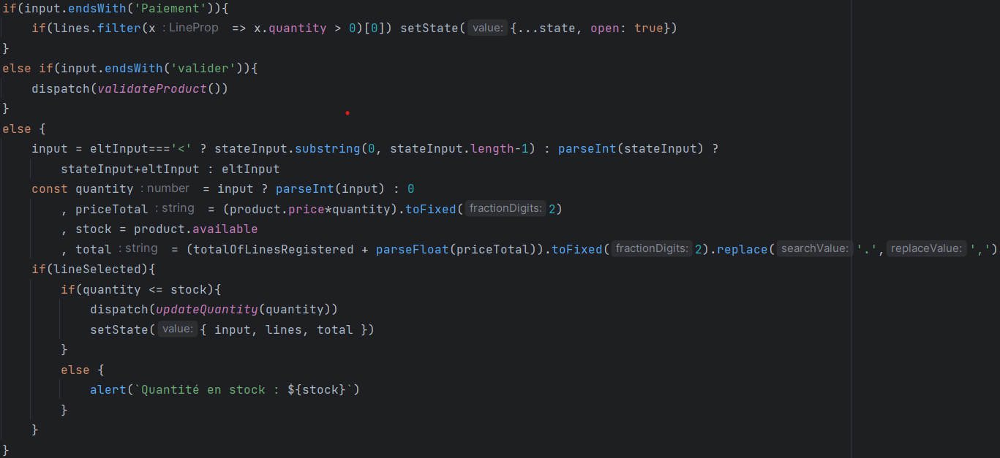 if(input.endsWith('Paiement')){
    if(lines.filter(x : LineProp => x.quantity > 0)[0]) setState( value: {...state, open: true})
}
else if(input.endsWith('valider')){
    dispatch(validateProduct())
}
else {
    input = eltInput==='<' ? stateInput.substring(0, stateInput.length-1) : parseInt(stateInput) ?
        stateInput+eltInput : eltInput
    const quantity : number = input ? parseInt(input) : 0
        , priceTotal : string = (product.price*quantity).toFixed( fractionDigits: 2)
        , stock = product.available
        , total : string = (totalOfLinesRegistered + parseFloat(priceTotal)).toFixed( fractionDigits: 2).replace( searchValue: '.', replaceValue: ',')
    if(lineSelected){
        if(quantity <= stock){
            dispatch(updateQuantity(quantity))
            setState( value: { input, lines, total })
        }
        else {
            alert(`Quantité en stock : ${stock}`)
        }
    }
}